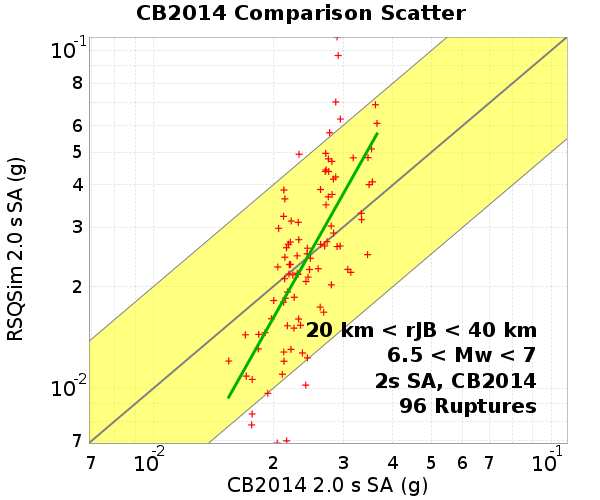 CB2014 Comparison Scatter
10-1
8
6
5
4
3
2
10-2
7
RSQSim 2.0 s SA (g)
20 km < rJB < 40 km
6.5 < Mw < 7
2s SA, CB2014
96 Ruptures
7 10-2 2 3 4 5 6 7 10-1
CB2014 2.0 s SA (g)